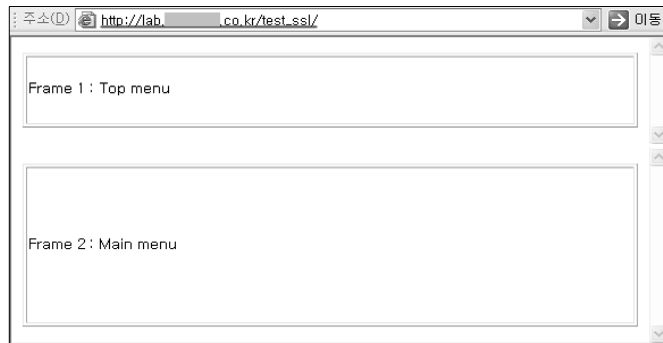 주소(D) http://lab. .co.kr/test_ssl/ 이동
Frame 1 : Top menu
Frame 2 : Main menu